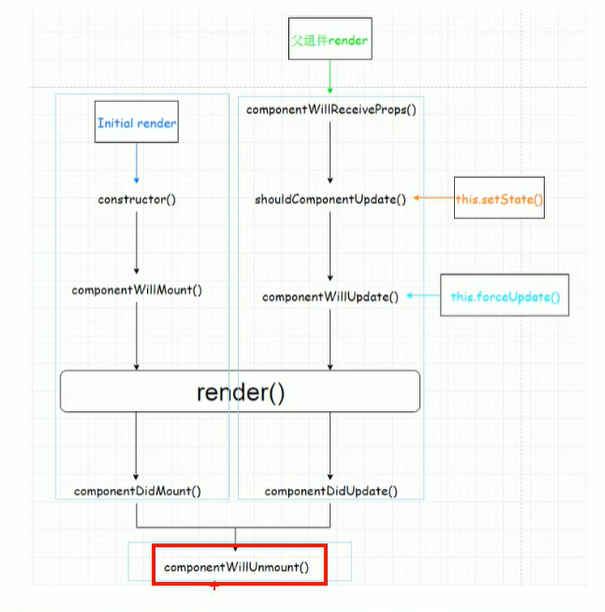 父组件render
componentWillReceiveProps()
Initial render
constructor()
shouldComponentUpdate()
this.setState()
componentWillMount()
componentWillUpdate()
this.forceUpdate()
render()
componentDidMount()
componentDidUpdate()
componentWillUnmount()